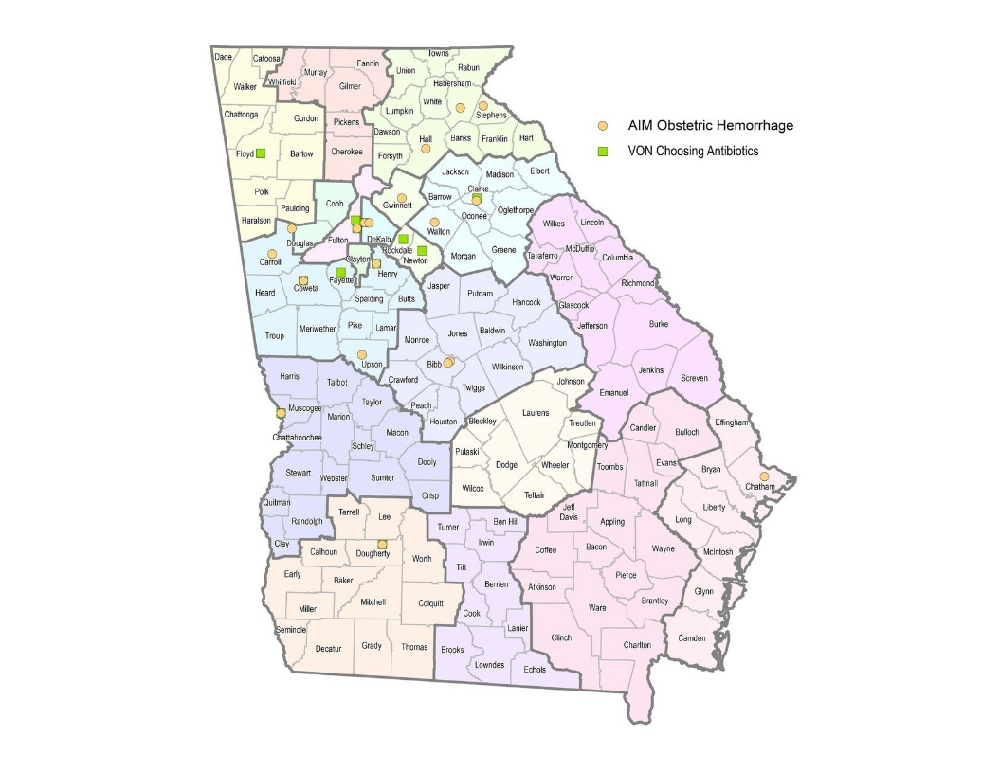 AIM Obstetric Hemorrhage
VON Choosing Antibiotics
Dade
Catoosa
Whitfield
Murray
Fannin
Towns
Union
Rabun
Walker
Gilmer
Habersham
White
Lumpkin
Stephens
Chattooga
Gordon
Pickens
Dawson
Hall
Banks
Franklin
Hart
Floyd
Bartow
Cherokee
Forsyth
Jackson
Madison
Elbert
Polk
Paulding
Cobb
Gwinnett
Barrow
Clarke
Oconee
Oglethorpe
Haralson
Douglas
Fulton
DeKalb
Rockdale
Newton
Walton
Morgan
Greene
Wilkes
Lincoln
Taliaferro
McDuffie
Columbia
Carroll
Clayton
Henry
Fayette
Coweta
Heard
Spalding
Butts
Jasper
Putnam
Hancock
Warren
Richmond
Glascock
Jefferson
Burke
Troup
Meriwether
Pike
Lamar
Monroe
Jones
Baldwin
Washington
Upson
Bibb
Wilkinson
Jenkins
Screven
Harris
Talbot
Crawford
Twiggs
Johnson
Emanuel
Taylor
Peach
Houston
Bleckley
Laurens
Treutlen
Candler
Bulloch
Effingham
Muscogee
Marion
Chattahoochee
Macon
Schley
Pulaski
Dodge
Wheeler
Montgomery
Toombs
Evans
Tattnall
Bryan
Chatham
Stewart
Webster
Sumter
Dooly
Crisp
Wilcox
Telfair
Liberty
Long
Quitman
Randolph
Terrell
Lee
Turner
Ben Hill
Jeff
Davis
Appling
Clay
Calhoun
Dougherty
Worth
Irwin
Tift
Coffee
Bacon
Wayne
McIntosh
Early
Baker
Berrien
Atkinson
Pierce
Glynn
Miller
Mitchell
Colquitt
Cook
Ware
Brantley
Seminole
Lanier
Clinch
Charlton
Camden
Decatur
Grady
Thomas
Brooks
Lowndes
Echols